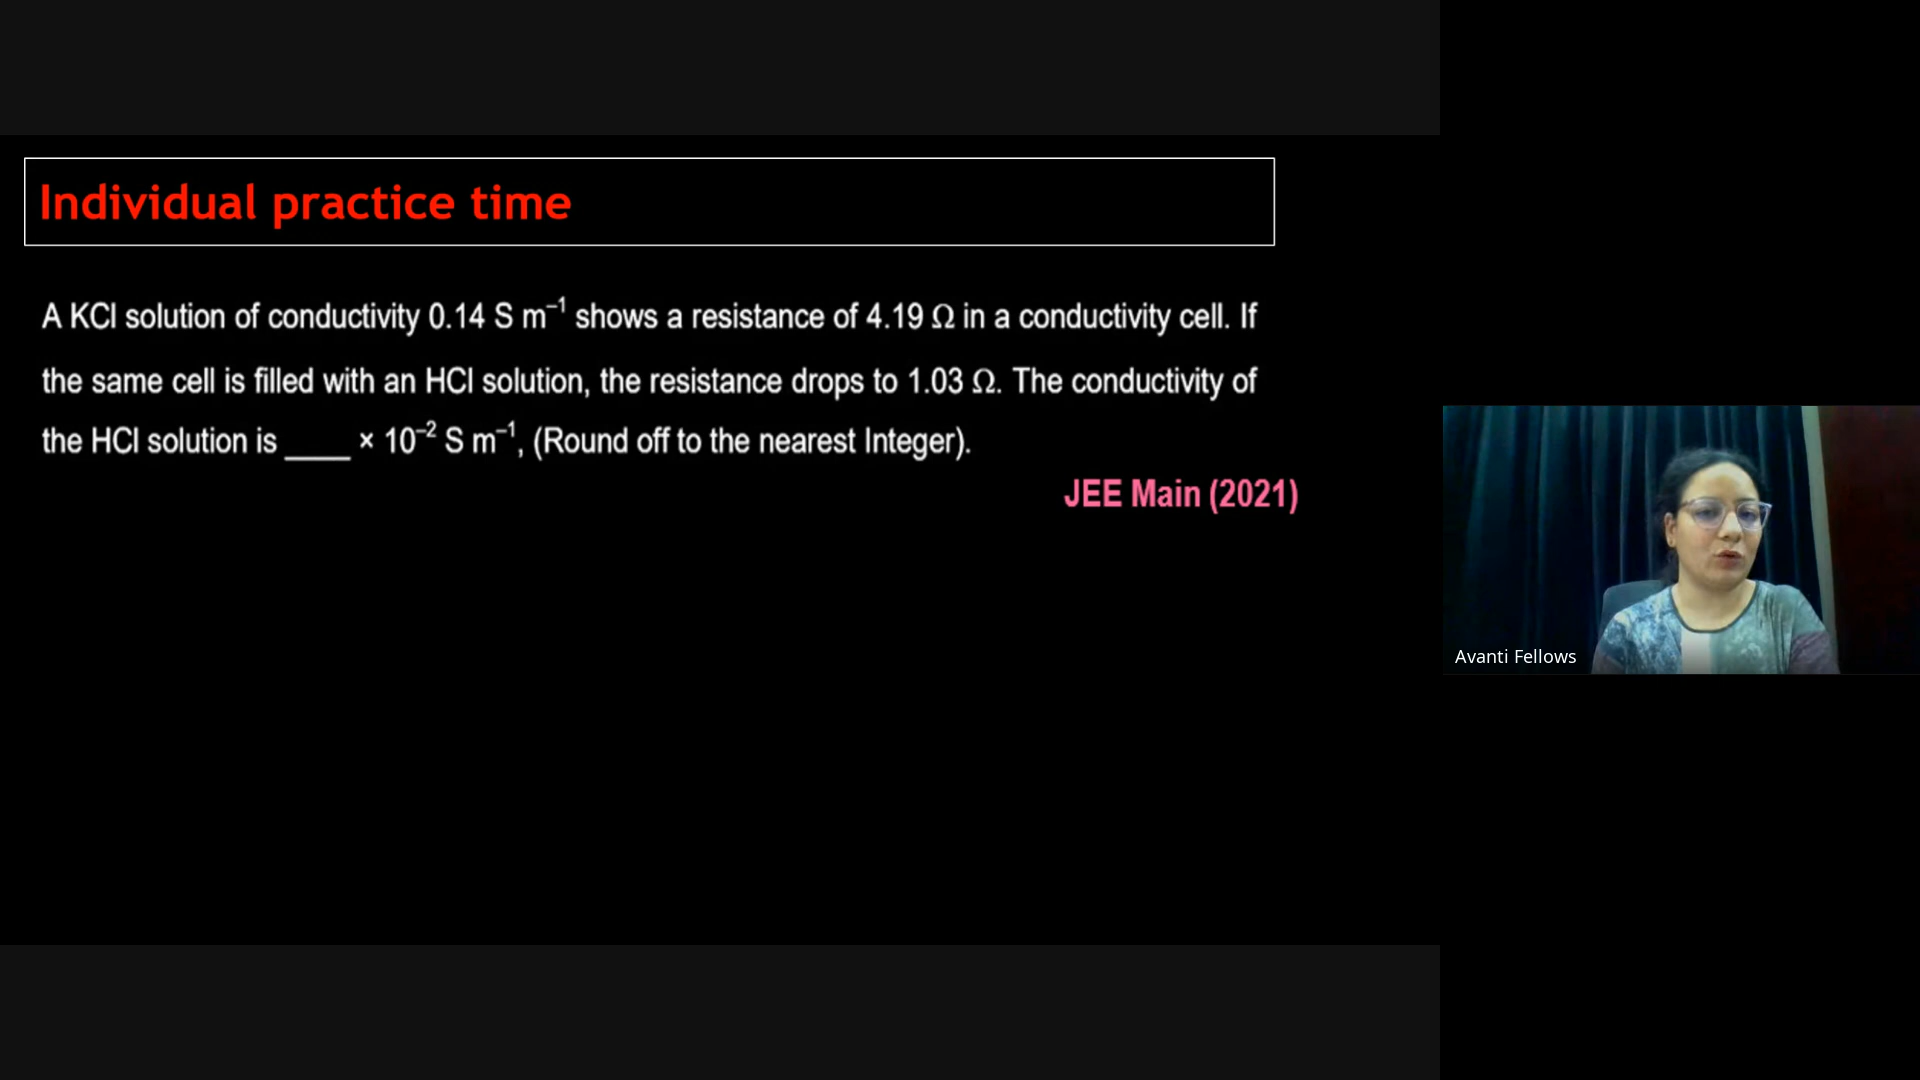 Individual practice time
A KCl solution of conductivity 0.14 S m⁻¹ shows a resistance of 4.19 Ω in a conductivity cell. If
the same cell is filled with an HCl solution, the resistance drops to 1.03 Ω. The conductivity of
the HCl solution is ____ × 10⁻² S m⁻¹, (Round off to the nearest Integer).
JEE Main (2021)
Avanti Fellows